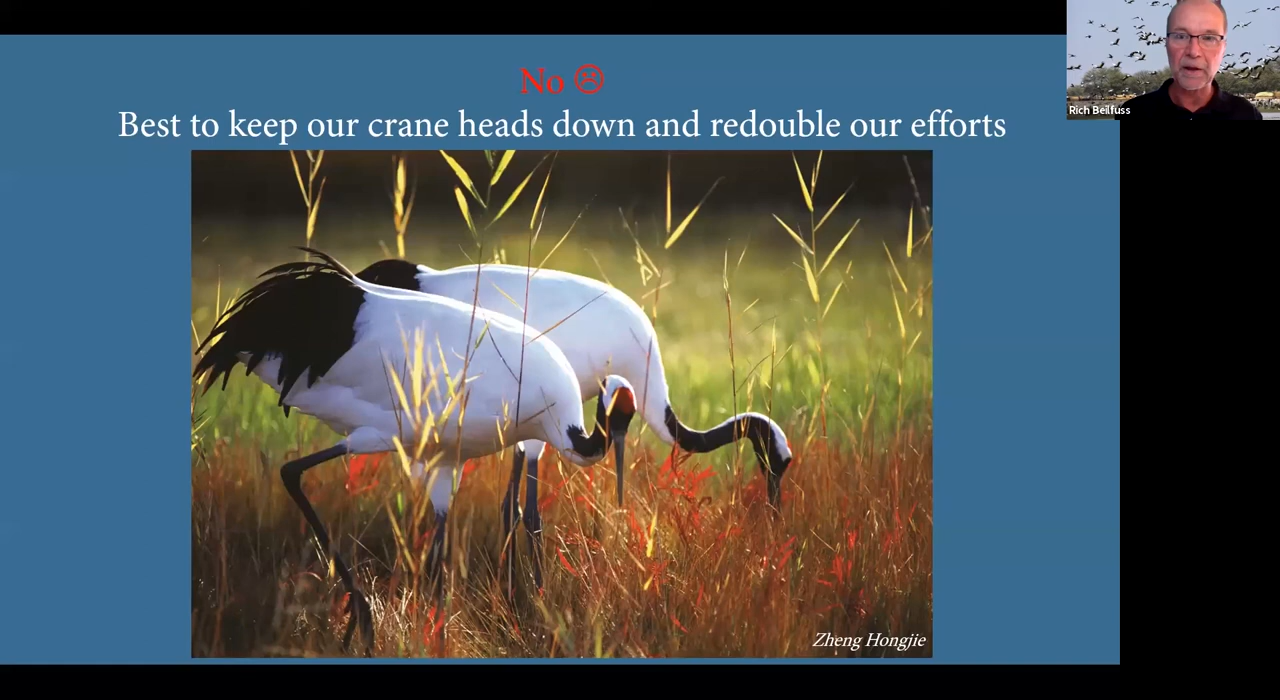 No ☹
Best to keep our crane heads down and redouble our efforts
Zheng Hongjie
Rich Beilfuss